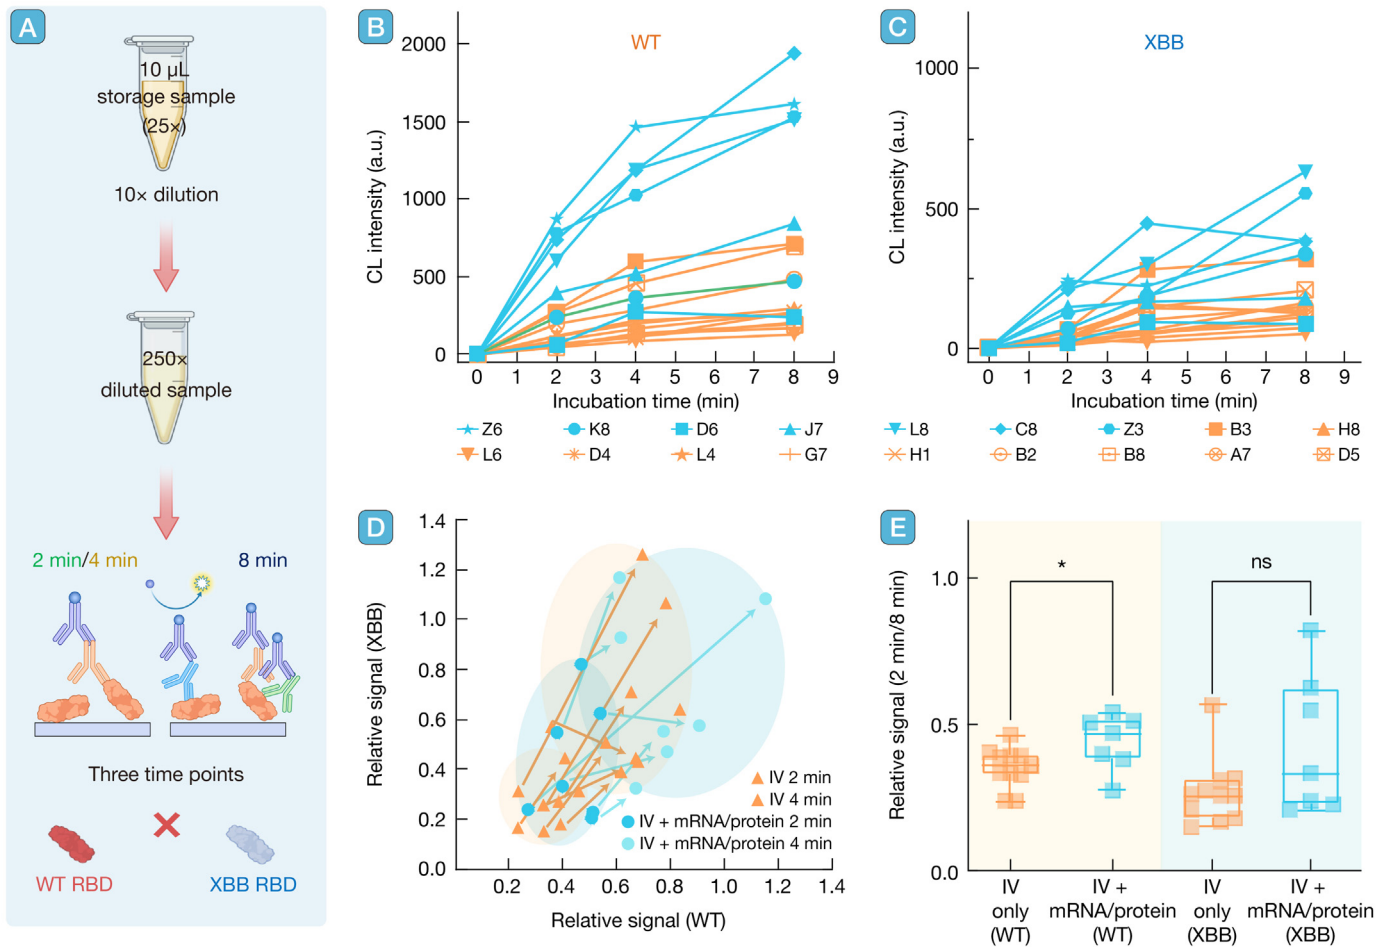 A
10 µL
storage sample
(25×)
10× dilution
250×
diluted sample
2 min/4 min
8 min
Three time points
WT RBD
XBB RBD
B
WT
CL intensity (a.u.)
2000
1500
1000
500
0
0 1 2 3 4 5 6 7 8 9
Incubation time (min)
C
XBB
CL intensity (a.u.)
1000
500
0
0 1 2 3 4 5 6 7 8 9
Incubation time (min)
Z6 K8 D6 J7 L8 C8 Z3 B3 H8
L6 D4 L4 G7 H1 B2 B8 A7 D5
D
Relative signal (XBB)
1.4
1.2
1.0
0.8
0.6
0.4
0.2
0.0
IV 2 min
IV 4 min
IV + mRNA/protein 2 min
IV + mRNA/protein 4 min
0.2 0.4 0.6 0.8 1.0 1.2 1.4
Relative signal (WT)
E
Relative signal (2 min/8 min)
1.0
0.5
0.0
*
ns
IV
only
(WT)
IV +
mRNA/protein
(WT)
IV
only
(XBB)
IV +
mRNA/protein
(XBB)